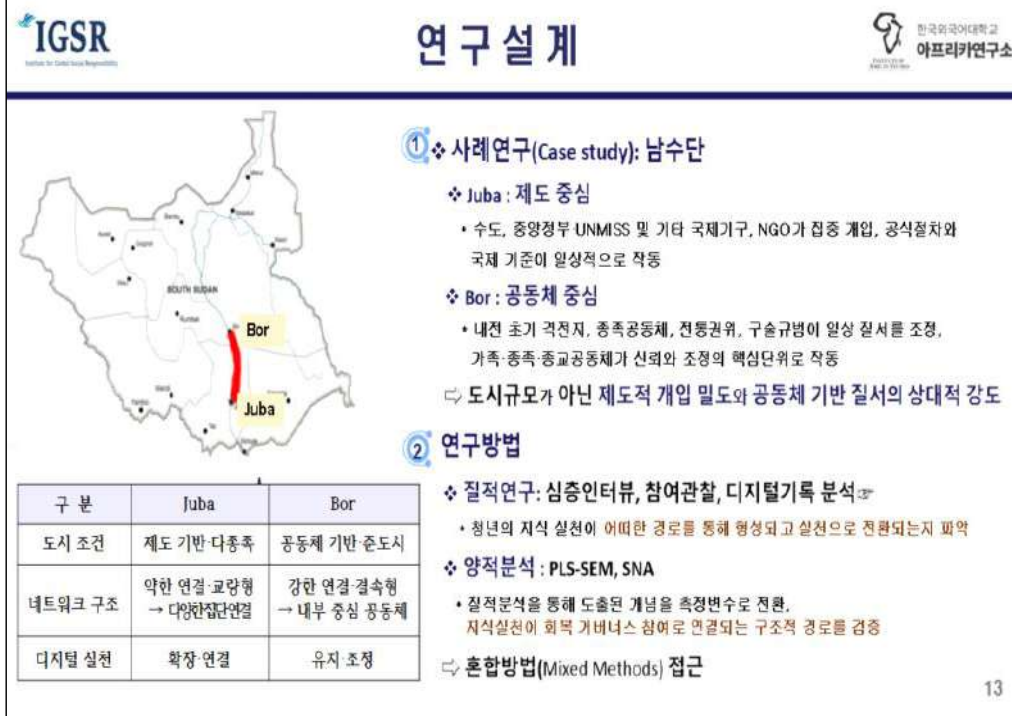 IGSR
Institute for Global Social Responsibility
연구설계
한국외국어대학교
아프리카연구소
SOUTH SUDAN
Bor
Juba
1 ❖ 사례연구(Case study): 남수단
❖ Juba : 제도 중심
• 수도, 중앙정부·UNMISS 및 기타 국제기구, NGO가 집중 개입, 공식절차와
국제 기준이 일상적으로 작동
❖ Bor : 공동체 중심
• 내전 초기 격전지, 종족공동체, 전통권위, 구술규범이 일상 질서를 조정,
가족·종족·종교공동체가 신뢰와 조정의 핵심단위로 작동
⇨ 도시규모가 아닌 제도적 개입 밀도와 공동체 기반 질서의 상대적 강도
2 연구방법
❖ 질적연구: 심층인터뷰, 참여관찰, 디지털기록 분석☞
• 청년의 지식 실천이 어떠한 경로를 통해 형성되고 실천으로 전환되는지 파악
❖ 양적분석 : PLS-SEM, SNA
• 질적분석을 통해 도출된 개념을 측정변수로 전환,
지식실천이 회복 거버넌스 참여로 연결되는 구조적 경로를 검증
⇨ 혼합방법(Mixed Methods) 접근
구 분 Juba Bor
도시 조건 제도 기반·다종족 공동체 기반·준도시
네트워크 구조 약한 연결·교량형 강한 연결·결속형
→ 다양한집단연결 → 내부 중심 공동체
디지털 실천 확장·연결 유지·조정
13